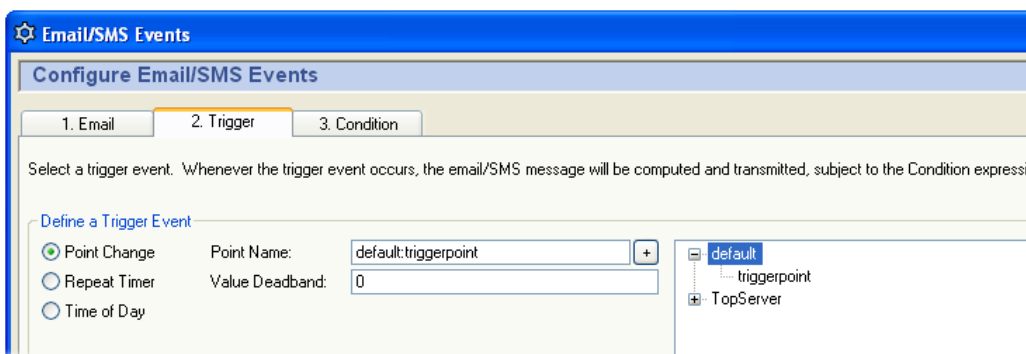 Email/SMS Events
Configure Email/SMS Events
1. Email 2. Trigger 3. Condition
Select a trigger event. Whenever the trigger event occurs, the email/SMS message will be computed and transmitted, subject to the Condition expressi
Define a Trigger Event
Point Change Point Name: default:triggerpoint + default
Repeat Timer Value Deadband: 0 triggerpoint
Time of Day TopServer